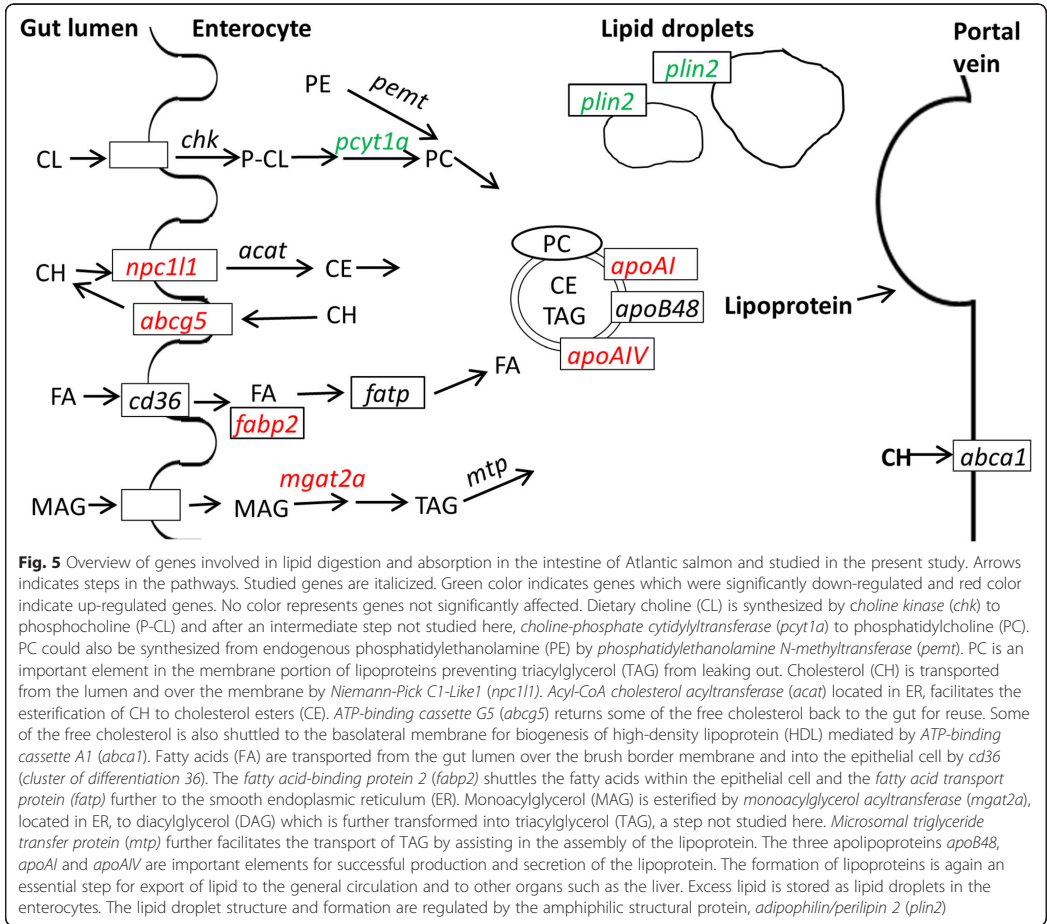 Gut lumen Enterocyte Lipid droplets Portal
vein
plin2
plin2
PE pemt
CL chk P-CL pcyt1a PC
PC
CH npc1l1 acat CE
CE
TAG
apoAI
apoB48
apoAIV
Lipoprotein
abcg5 CH
FA cd36 FA fatp FA
fabp2
CH abca1
MAG MAG mgat2a TAG mtp
Fig. 5 Overview of genes involved in lipid digestion and absorption in the intestine of Atlantic salmon and studied in the present study. Arrows
indicates steps in the pathways. Studied genes are italicized. Green color indicates genes which were significantly down-regulated and red color
indicate up-regulated genes. No color represents genes not significantly affected. Dietary choline (CL) is synthesized by choline kinase (chk) to
phosphocholine (P-CL) and after an intermediate step not studied here, choline-phosphate cytidylyltransferase (pcyt1a) to phosphatidylcholine (PC).
PC could also be synthesized from endogenous phosphatidylethanolamine (PE) by phosphatidylethanolamine N-methyltransferase (pemt). PC is an
important element in the membrane portion of lipoproteins preventing triacylglycerol (TAG) from leaking out. Cholesterol (CH) is transported
from the lumen and over the membrane by Niemann-Pick C1-Like1 (npc1l1). Acyl-CoA cholesterol acyltransferase (acat) located in ER, facilitates the
esterification of CH to cholesterol esters (CE). ATP-binding cassette G5 (abcg5) returns some of the free cholesterol back to the gut for reuse. Some
of the free cholesterol is also shuttled to the basolateral membrane for biogenesis of high-density lipoprotein (HDL) mediated by ATP-binding
cassette A1 (abca1). Fatty acids (FA) are transported from the gut lumen over the brush border membrane and into the epithelial cell by cd36
(cluster of differentiation 36). The fatty acid-binding protein 2 (fabp2) shuttles the fatty acids within the epithelial cell and the fatty acid transport
protein (fatp) further to the smooth endoplasmic reticulum (ER). Monoacylglycerol (MAG) is esterified by monoacylglycerol acyltransferase (mgat2a),
located in ER, to diacylglycerol (DAG) which is further transformed into triacylglycerol (TAG), a step not studied here. Microsomal triglyceride
transfer protein (mtp) further facilitates the transport of TAG by assisting in the assembly of the lipoprotein. The three apolipoproteins apoB48,
apoAI and apoAIV are important elements for successful production and secretion of the lipoprotein. The formation of lipoproteins is again an
essential step for export of lipid to the general circulation and to other organs such as the liver. Excess lipid is stored as lipid droplets in the
enterocytes. The lipid droplet structure and formation are regulated by the amphiphilic structural protein, adipophilin/perilipin 2 (plin2)